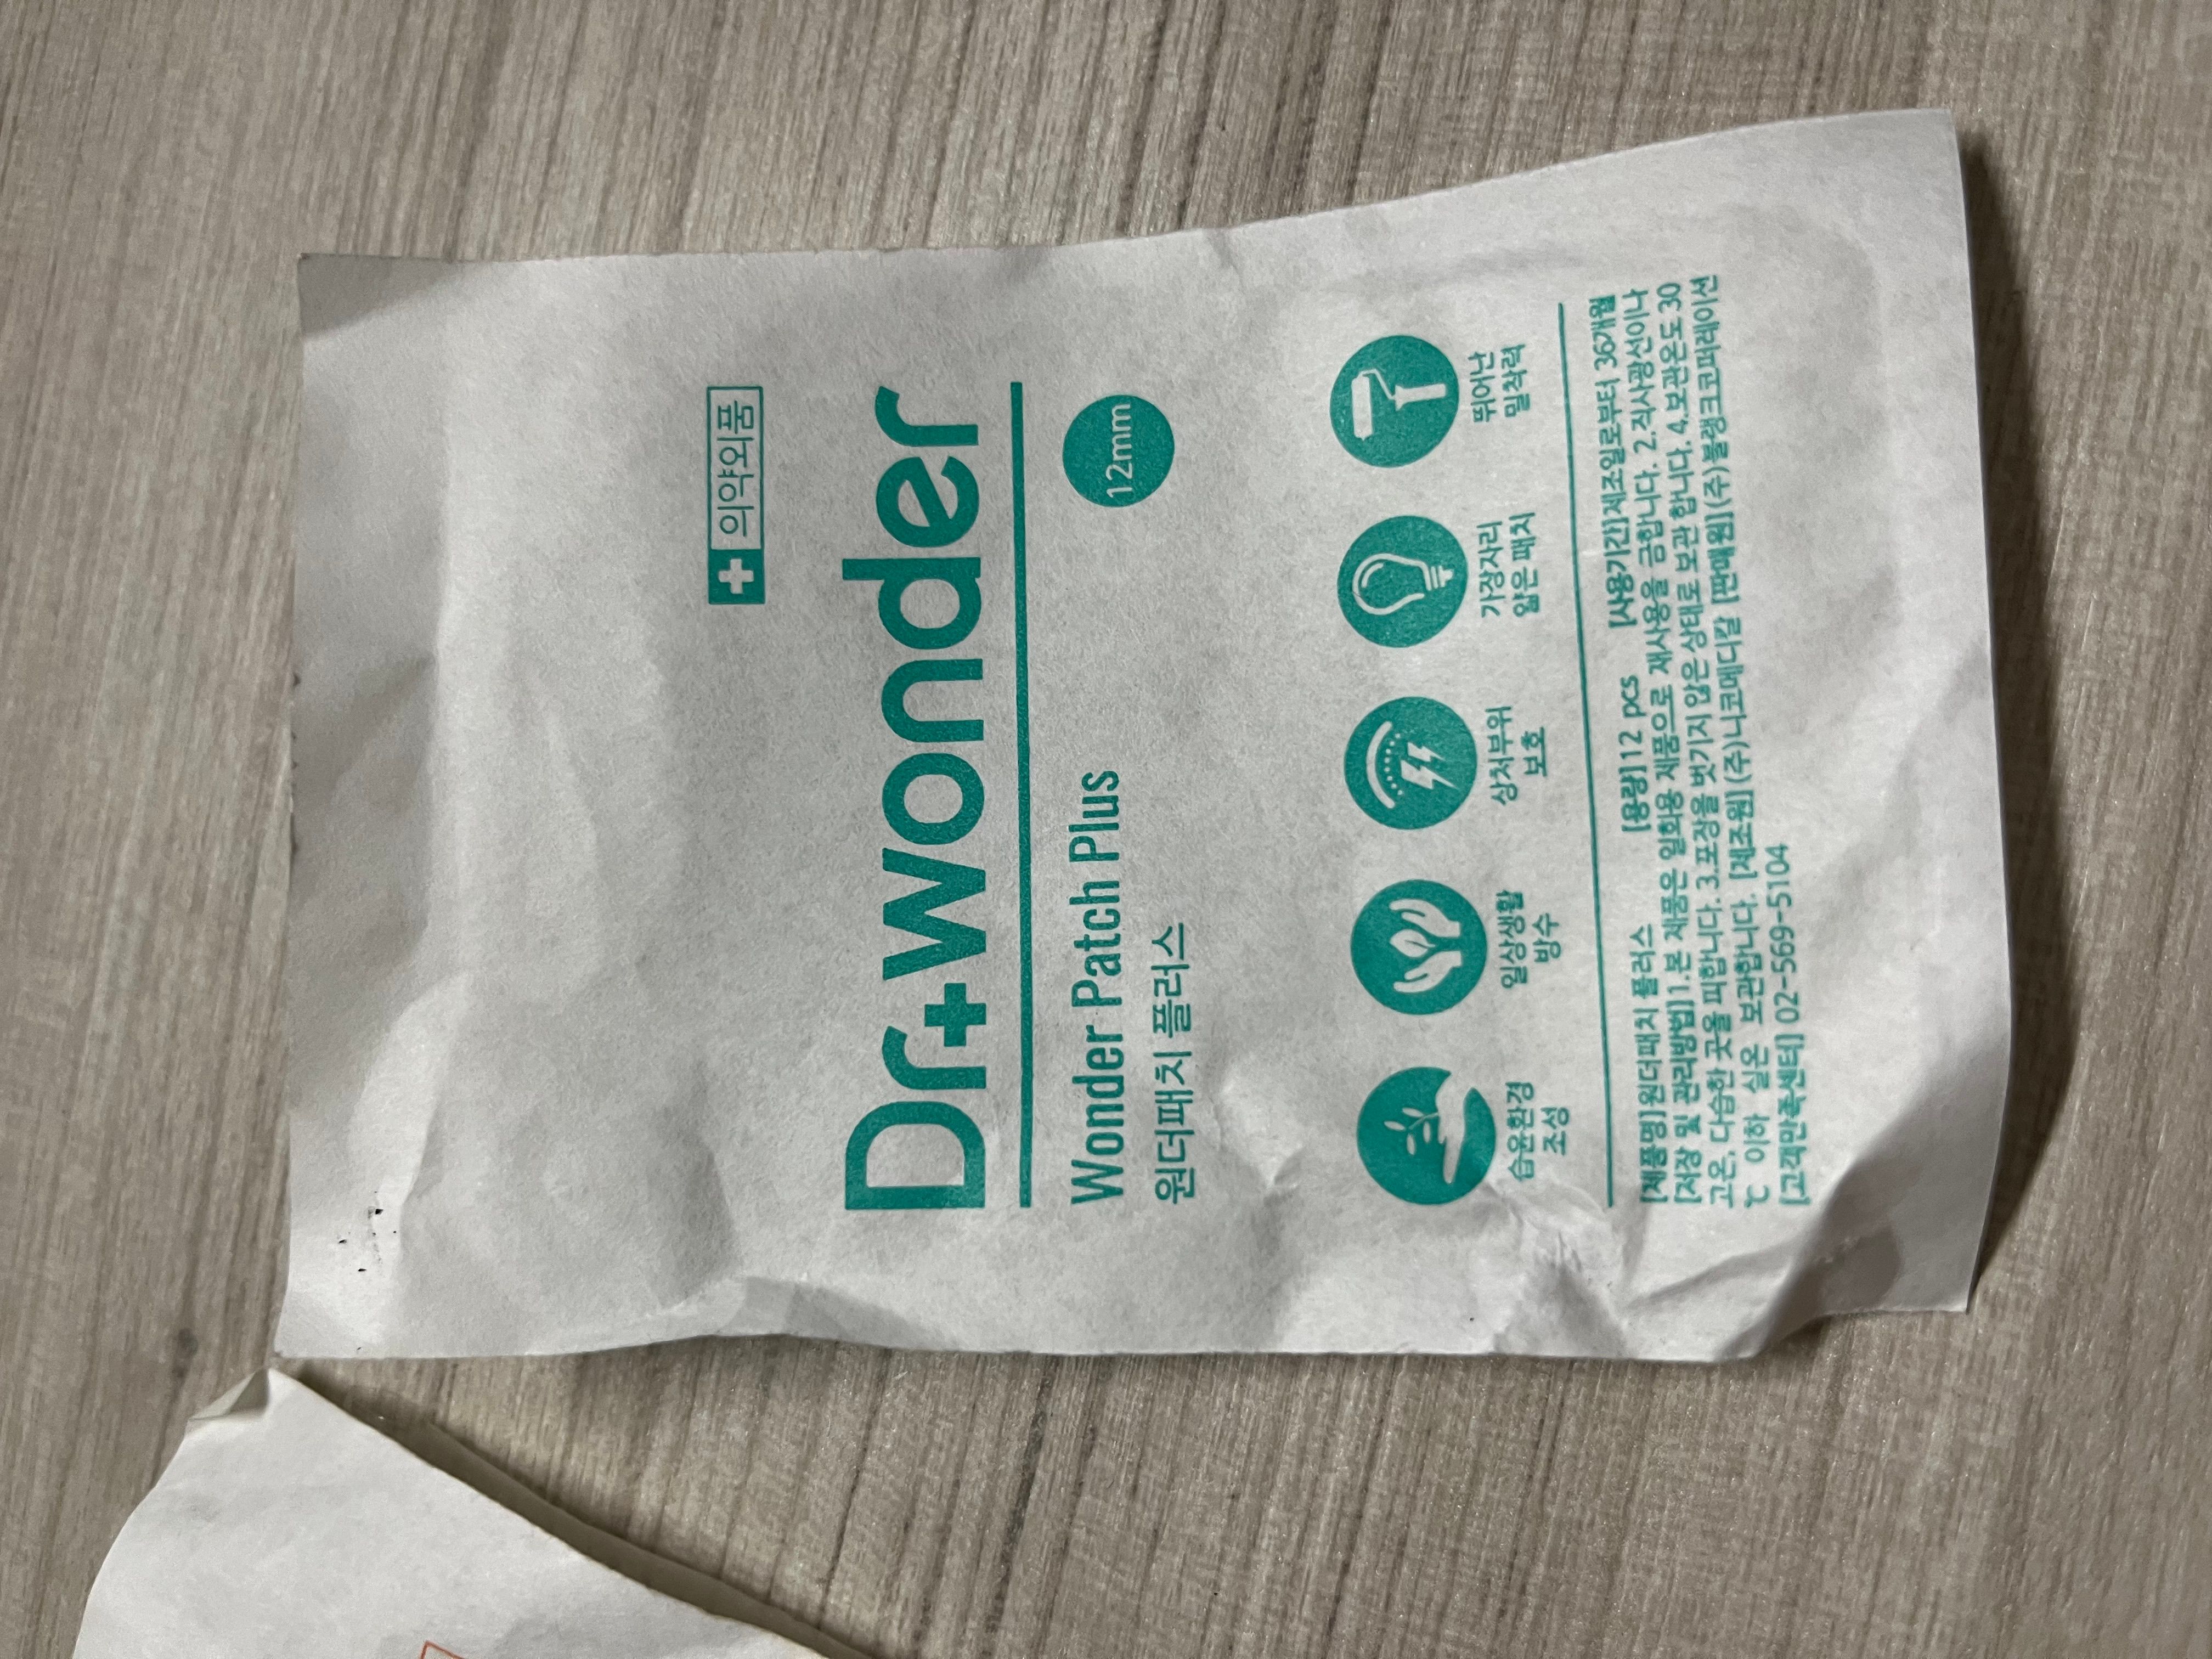 의약외품
Dr+wonder
Wonder Patch Plus
12mm
원더패치 플러스
습윤환경
조성
일상생활
방수
상처부위
보호
가장자리
얇은 패치
뛰어난
밀착력
[제품명]원더패치 플러스 [용량]12 pcs [사용기간]제조일로부터 36개월
[저장 및 관리방법]1.본 제품은 일회용 제품으로 재사용을 금합니다. 2.직사광선이나
고온, 다습한 곳을 피합니다. 3.포장을 벗기지 않은 상태로 보관 합니다. 4.보관온도 30
℃ 이하 실온 보관합니다. [제조원](주)니코메디칼 [판매원](주)블랭크코퍼레이션
[고객만족센터] 02-569-5104